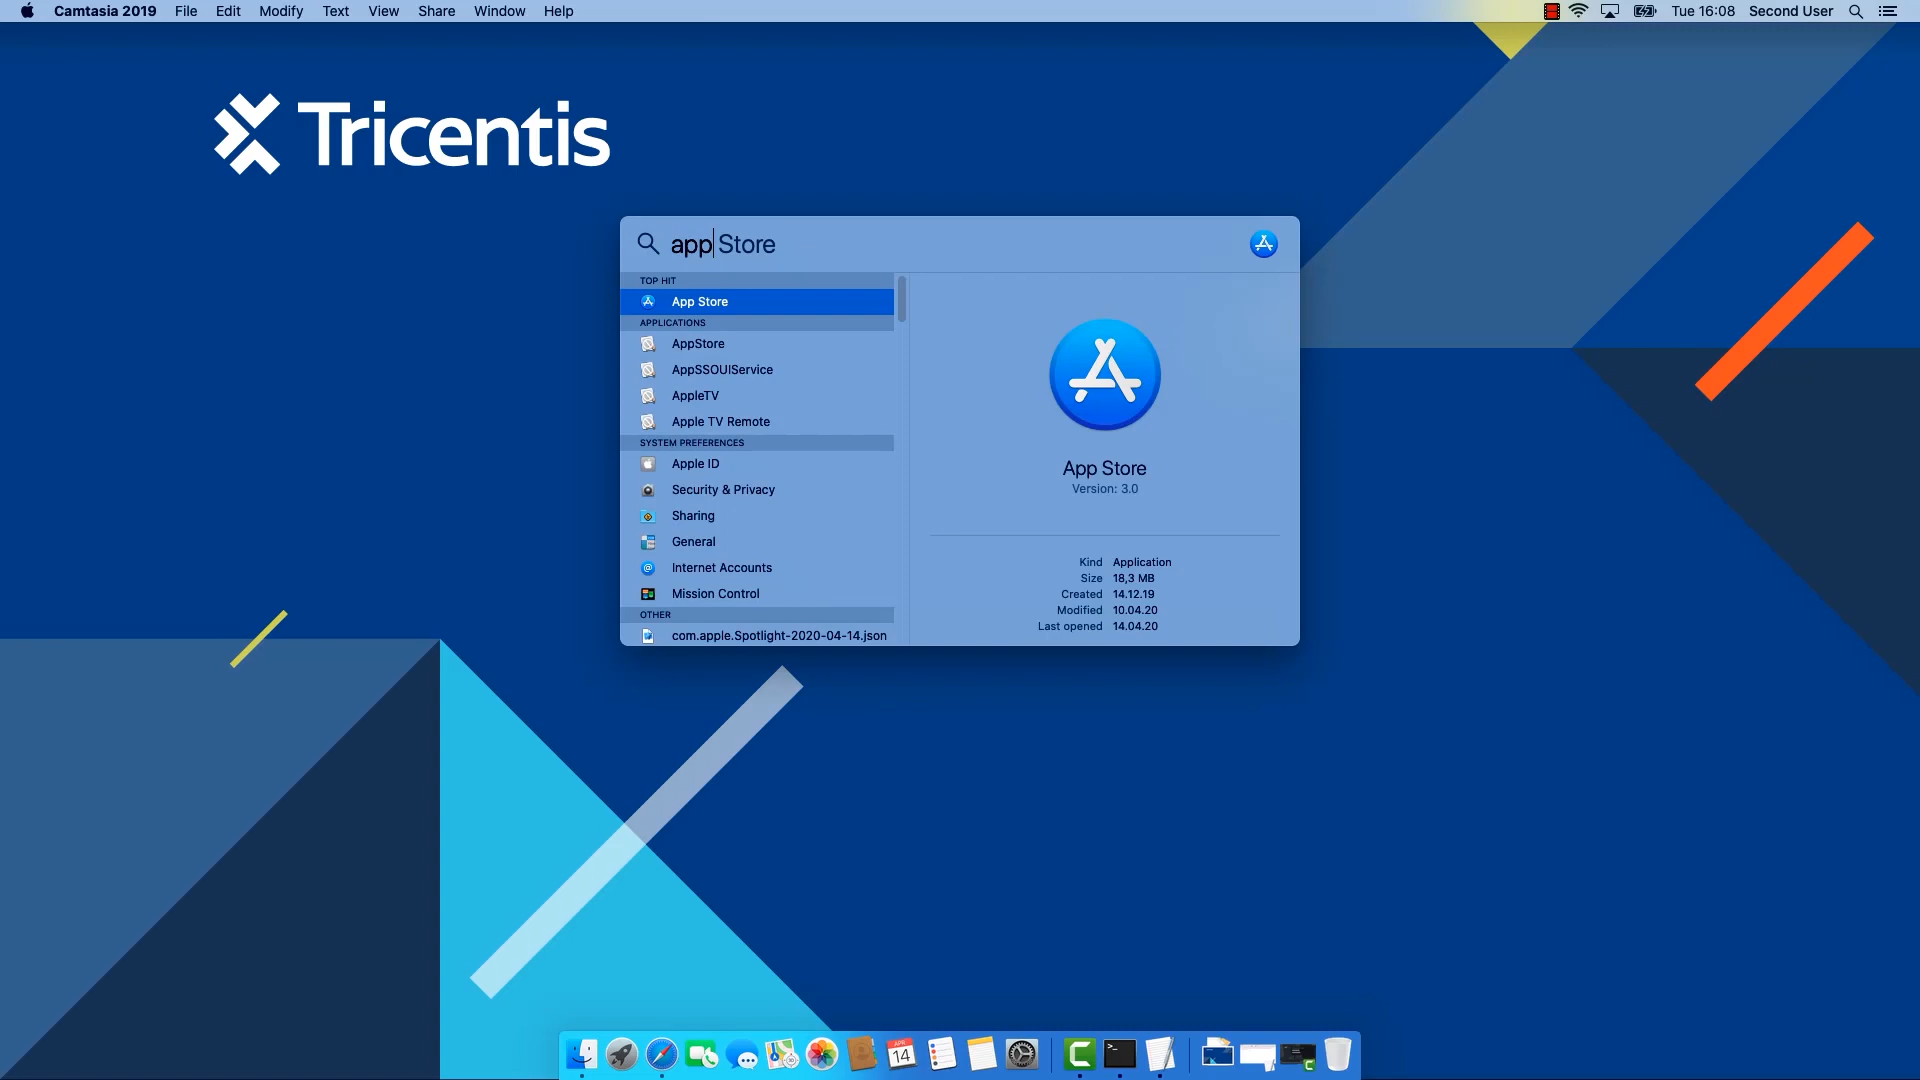 Camtasia 2019 File Edit Modify Text View Share Window Help Tue 16:08 Second User
Tricentis
app Store
TOP HIT
App Store
APPLICATIONS
AppStore
AppSSOUIService
AppleTV
Apple TV Remote
SYSTEM PREFERENCES
Apple ID
Security & Privacy
Sharing
General
Internet Accounts
Mission Control
OTHER
com.apple.Spotlight-2020-04-14.json
App Store
Version: 3.0
Kind Application
Size 18,3 MB
Created 14.12.19
Modified 10.04.20
Last opened 14.04.20
APR
14